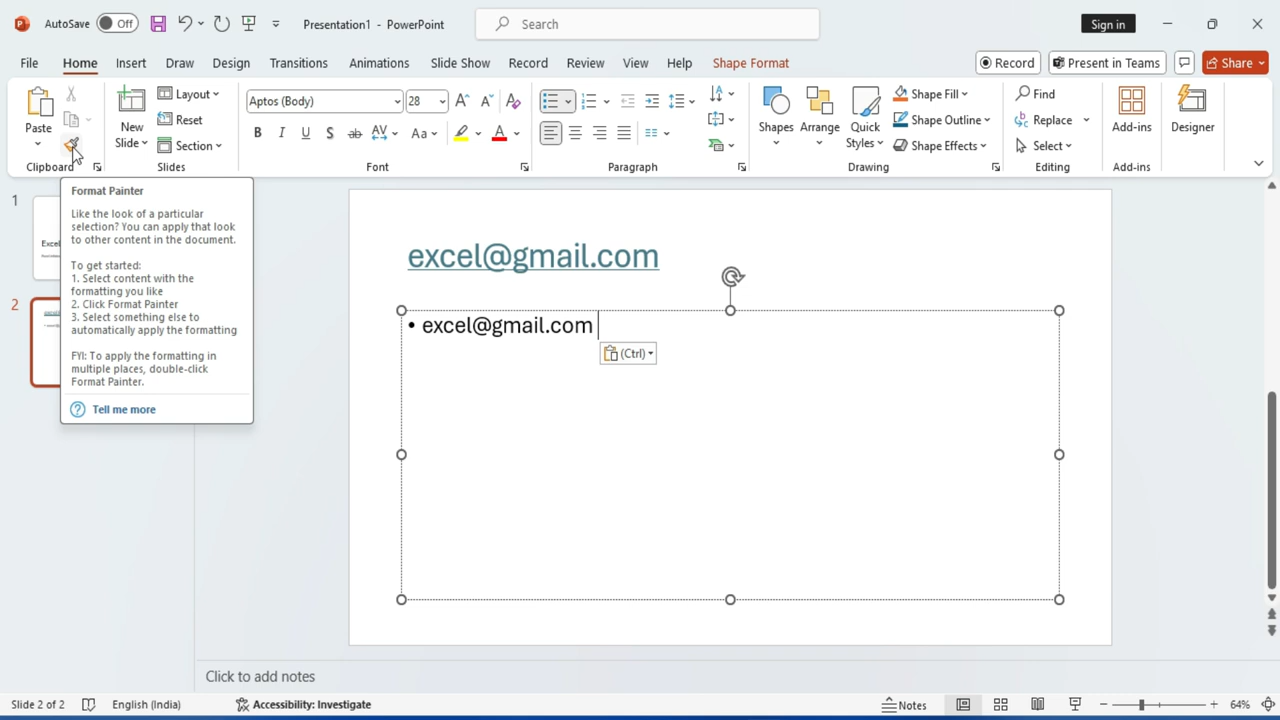 AutoSave Off Presentation1 - PowerPoint Search Sign in
File Home Insert Draw Design Transitions Animations Slide Show Record Review View Help Shape Format Record Present in Teams Share
Paste
New Slide
Layout
Reset
Section
Aptos (Body) 28
B I U S ab AV Aa A
Shapes Arrange Quick Styles
Shape Fill
Shape Outline
Shape Effects
Find
Replace
Select
Add-ins
Designer
Clipboard Slides Font Paragraph Drawing Editing Add-ins
Format Painter
Like the look of a particular
selection? You can apply that look
to other content in the document.
To get started:
1. Select content with the
formatting you like
2. Click Format Painter
3. Select something else to
automatically apply the formatting
FYI: To apply the formatting in
multiple places, double-click
Format Painter.
Tell me more
1
Excel
2
excel@gmail.com
• excel@gmail.com
(Ctrl)
Click to add notes
Slide 2 of 2 English (India) Accessibility: Investigate Notes 64%